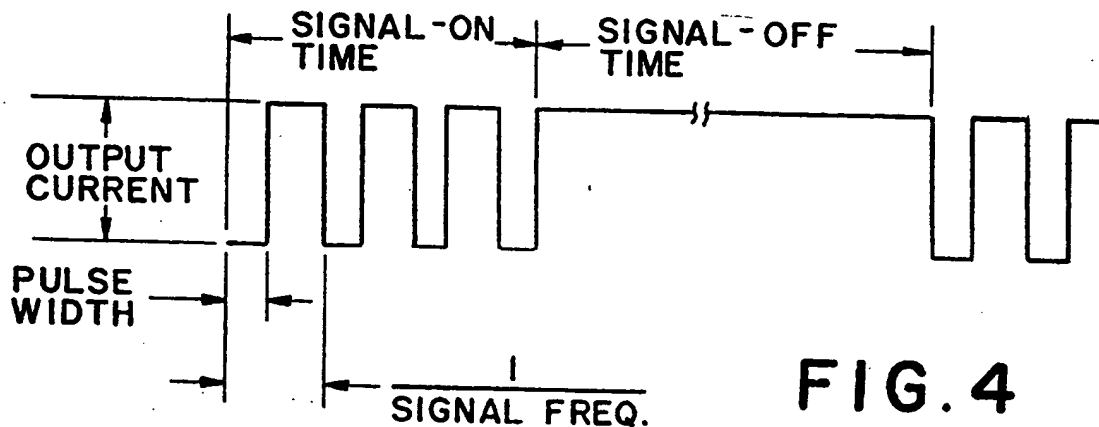 SIGNAL-ON
TIME
SIGNAL-OFF
TIME
OUTPUT
CURRENT
PULSE
WIDTH
1
SIGNAL FREQ.
FIG. 4